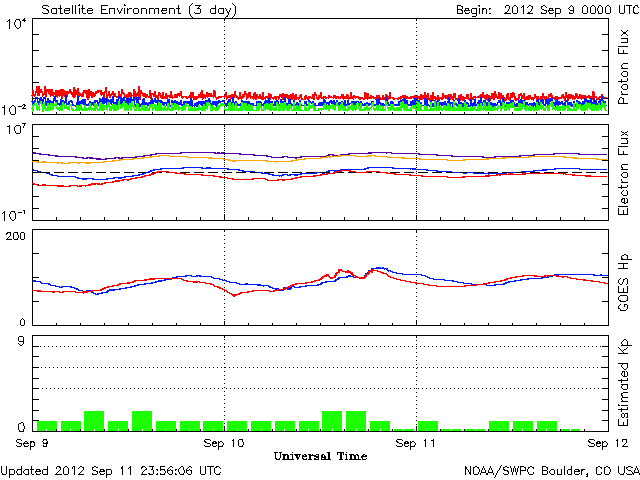 Satellite Environment (3 day)
Begin: 2012 Sep 9 0000 UTC
10⁴
10⁻²
Proton Flux
10⁷
10⁻¹
Electron Flux
200
0
GOES Hp
9
0
Estimated Kp
Sep 9
Sep 10
Sep 11
Sep 12
Universal Time
Updated 2012 Sep 11 23:56:06 UTC
NOAA/SWPC Boulder, CO USA